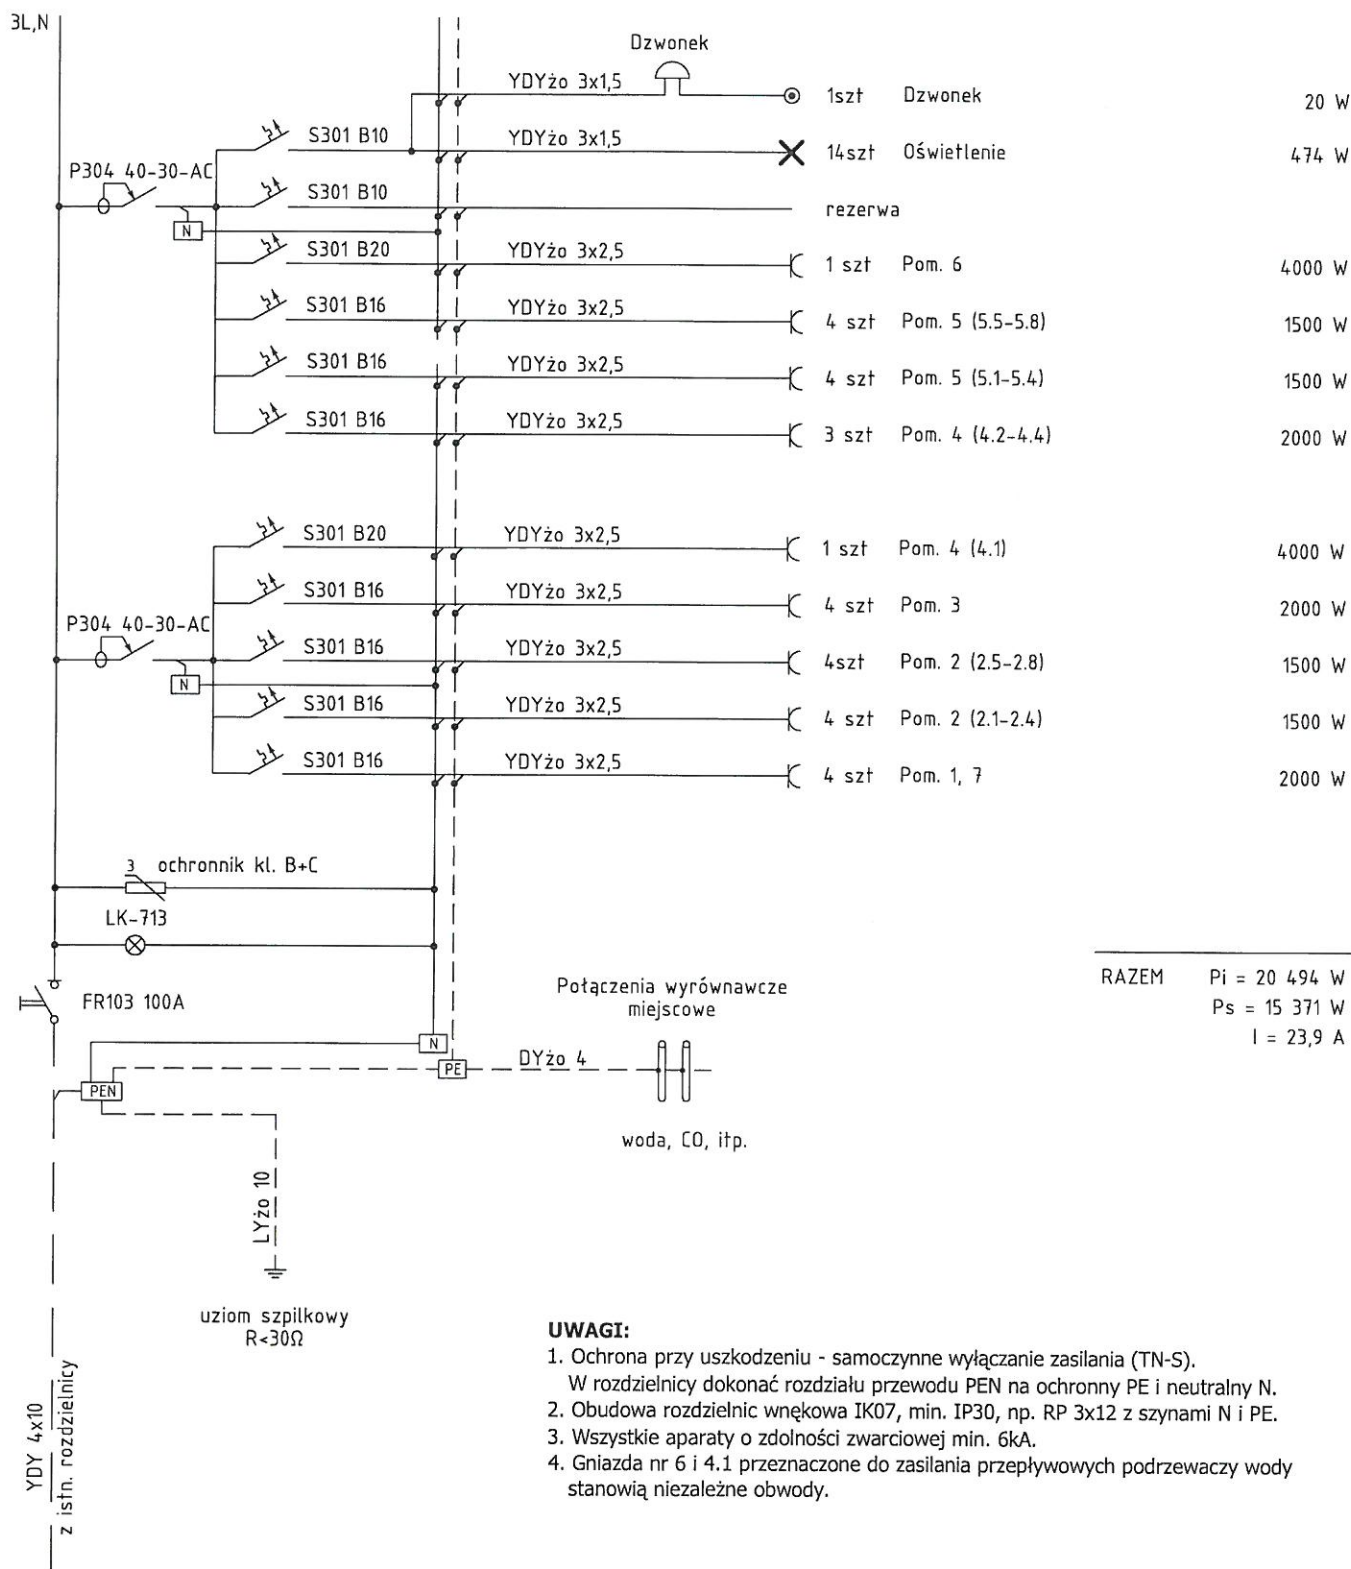 3L,N
Dzwonek
YDYżo 3x1,5 1szt Dzwonek 20 W
S301 B10 YDYżo 3x1,5 14szt Oświetlenie 474 W
P304 40-30-AC
S301 B10 rezerwa
N
S301 B20 YDYżo 3x2,5 1 szt Pom. 6 4000 W
S301 B16 YDYżo 3x2,5 4 szt Pom. 5 (5.5-5.8) 1500 W
S301 B16 YDYżo 3x2,5 4 szt Pom. 5 (5.1-5.4) 1500 W
S301 B16 YDYżo 3x2,5 3 szt Pom. 4 (4.2-4.4) 2000 W
S301 B20 YDYżo 3x2,5 1 szt Pom. 4 (4.1) 4000 W
S301 B16 YDYżo 3x2,5 4 szt Pom. 3 2000 W
P304 40-30-AC
S301 B16 YDYżo 3x2,5 4szt Pom. 2 (2.5-2.8) 1500 W
N
S301 B16 YDYżo 3x2,5 4 szt Pom. 2 (2.1-2.4) 1500 W
S301 B16 YDYżo 3x2,5 4 szt Pom. 1, 7 2000 W
3 ochronnik kl. B+C
LK-713
FR103 100A
RAZEM Pi = 20 494 W
Ps = 15 371 W
I = 23,9 A
Połączenia wyrównawcze
miejscowe
N
PE
DYżo 4
PEN
woda, CO, itp.
LYżo 10
uziom szpilkowy
R<30Ω
YDY 4x10
z istn. rozdzielnicy
UWAGI:
1. Ochrona przy uszkodzeniu - samoczynne wyłączanie zasilania (TN-S).
W rozdzielnicy dokonać rozdziału przewodu PEN na ochronny PE i neutralny N.
2. Obudowa rozdzielnic wnękowa IK07, min. IP30, np. RP 3x12 z szynami N i PE.
3. Wszystkie aparaty o zdolności zwarciowej min. 6kA.
4. Gniazda nr 6 i 4.1 przeznaczone do zasilania przepływowych podrzewaczy wody
stanowią niezależne obwody.